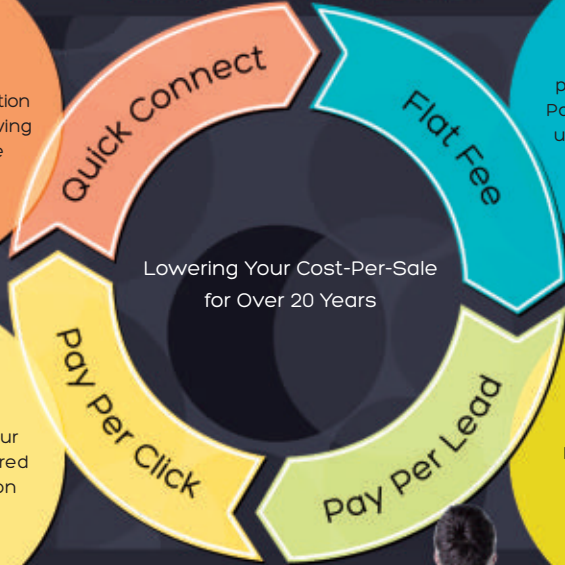 Quick Connect
Flat Fee
Lowering Your Cost-Per-Sale
for Over 20 Years
Pay Per Click
Pay Per Lead